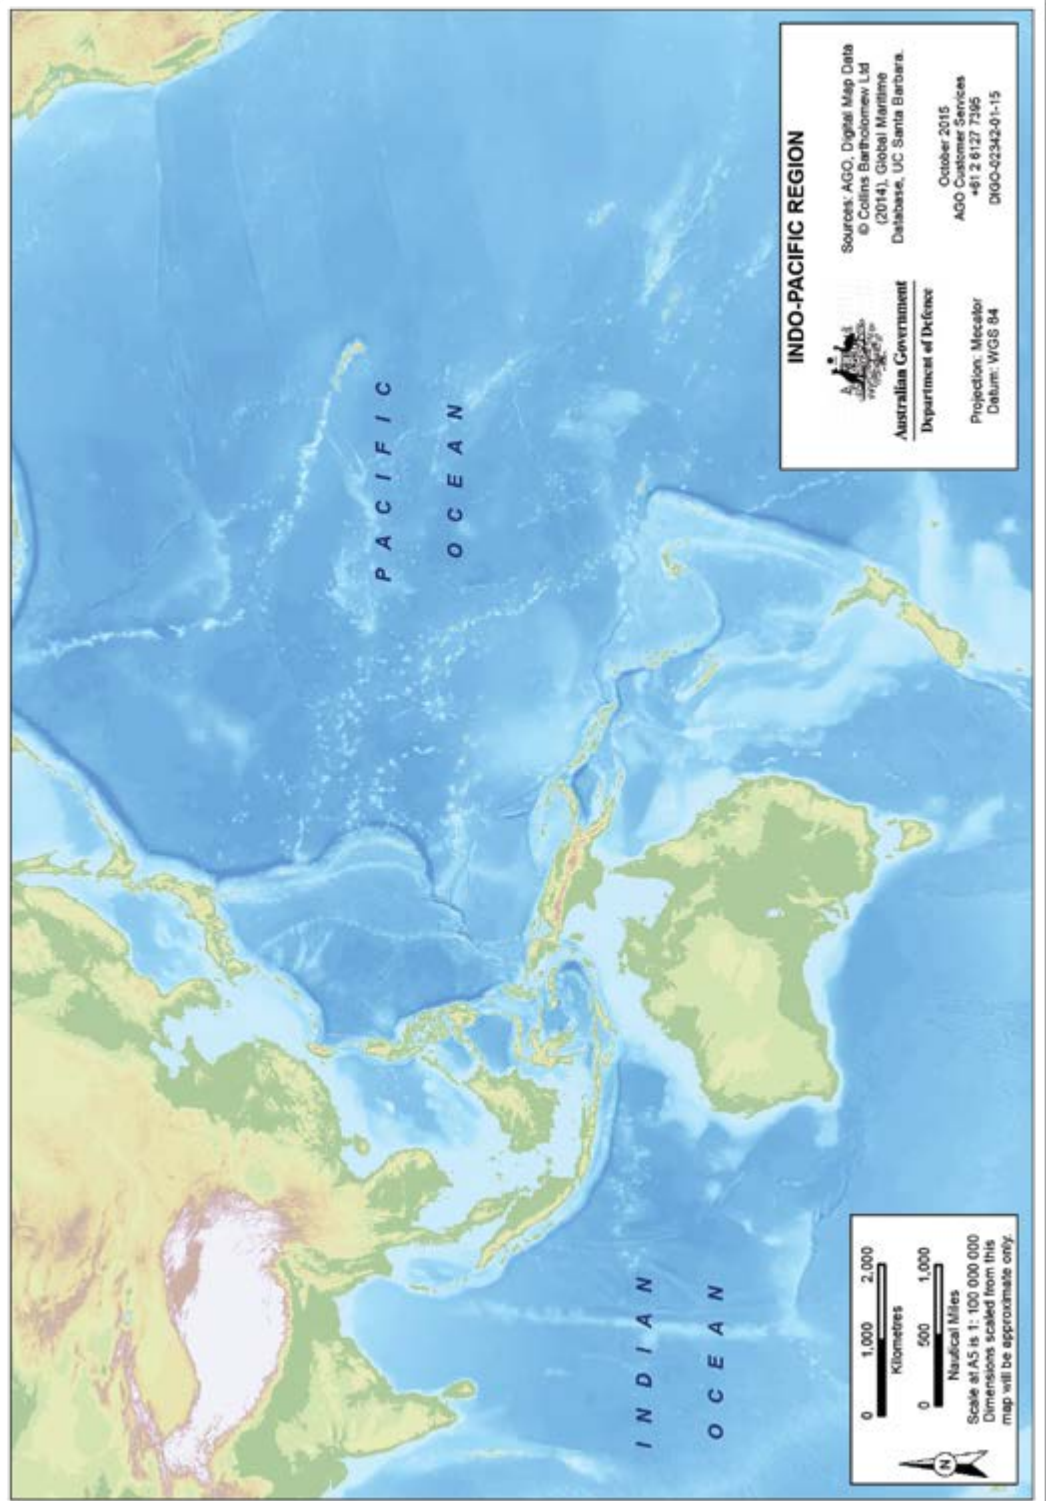 PACIFIC
OCEAN
INDIAN
OCEAN
0 1,000 2,000
Kilometres
0 500 1,000
Nautical Miles
Scale at A5 is 1: 100 000 000
Dimensions scaled from this
map will be approximate only.
N
INDO-PACIFIC REGION
Australian Government
Department of Defence
Projection: Mecator
Datum: WGS 84
Sources: AGO, Digital Map Data
© Collins Bartholomew Ltd
(2014), Global Maritime
Database, UC Santa Barbara.
October 2015
AGO Customer Services
+61 2 6127 7395
DIGO-02342-01-15